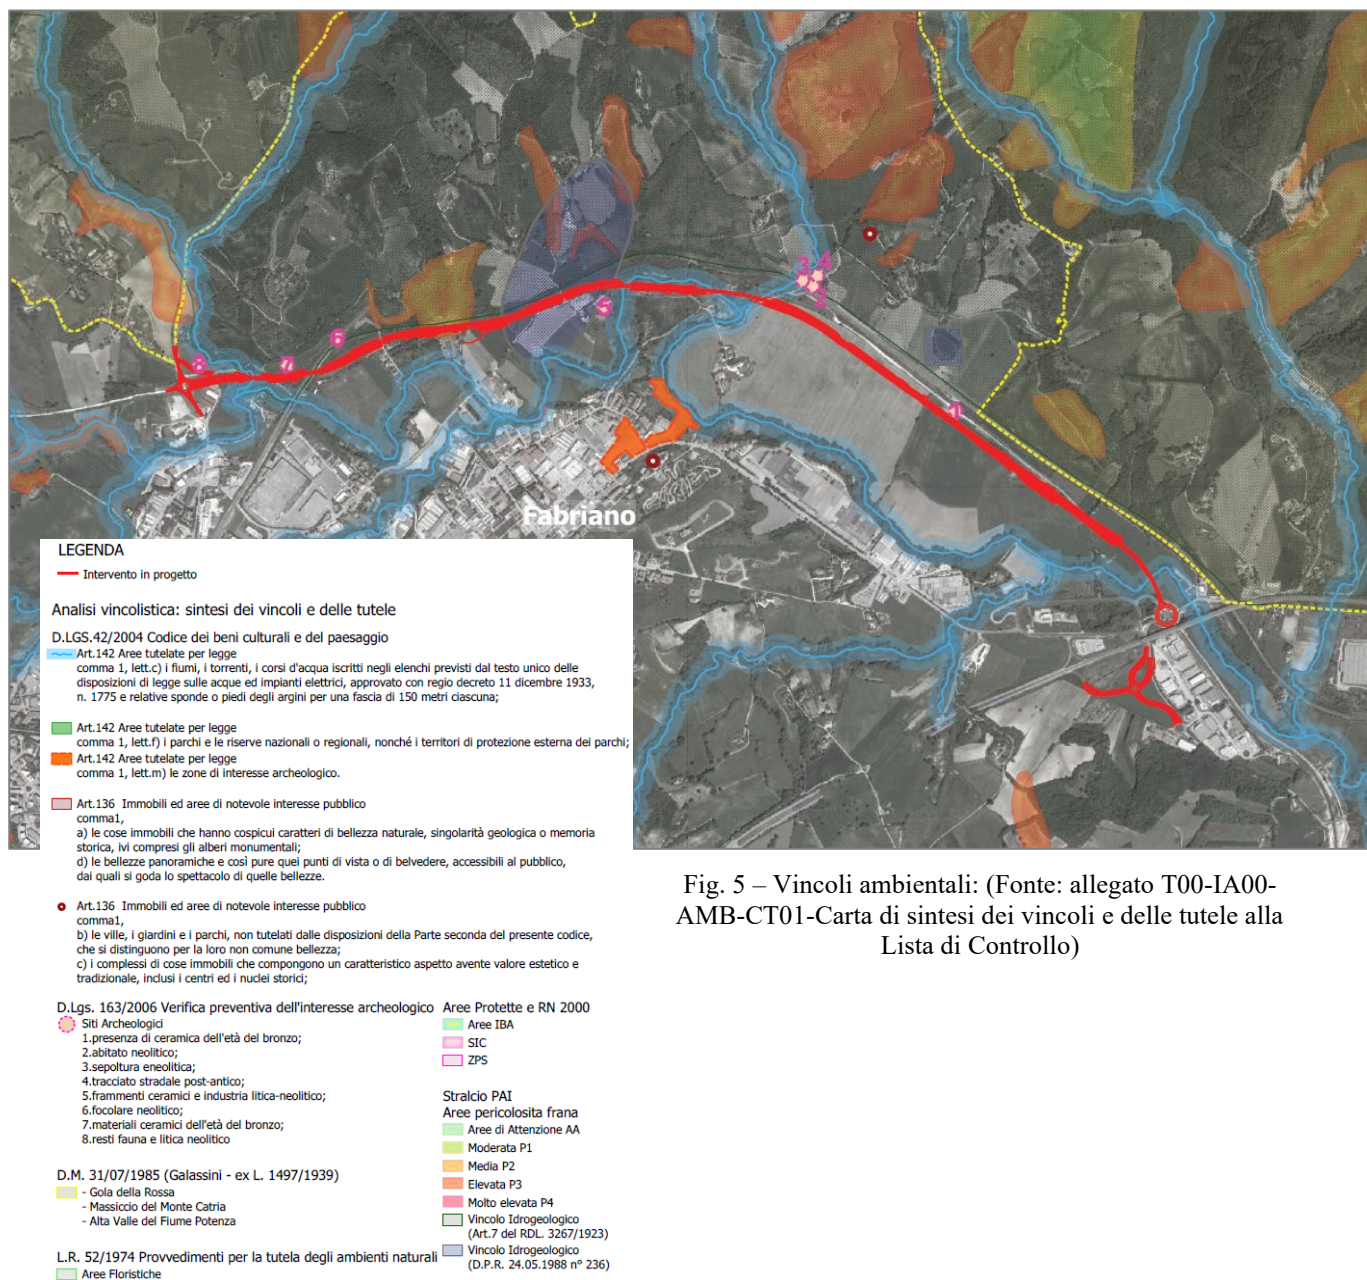 3
4
2
5
6
7
8
1
Fabriano
LEGENDA
Intervento in progetto
Analisi vincolistica: sintesi dei vincoli e delle tutele
D.LGS.42/2004 Codice dei beni culturali e del paesaggio
Art.142 Aree tutelate per legge
comma 1, lett.c) i fiumi, i torrenti, i corsi d'acqua iscritti negli elenchi previsti dal testo unico delle
disposizioni di legge sulle acque ed impianti elettrici, approvato con regio decreto 11 dicembre 1933,
n. 1775 e relative sponde o piedi degli argini per una fascia di 150 metri ciascuna;
Art.142 Aree tutelate per legge
comma 1, lett.f) i parchi e le riserve nazionali o regionali, nonché i territori di protezione esterna dei parchi;
Art.142 Aree tutelate per legge
comma 1, lett.m) le zone di interesse archeologico.
Art.136 Immobili ed aree di notevole interesse pubblico
comma1,
a) le cose immobili che hanno cospicui caratteri di bellezza naturale, singolarità geologica o memoria
storica, ivi compresi gli alberi monumentali;
d) le bellezze panoramiche e così pure quei punti di vista o di belvedere, accessibili al pubblico,
dai quali si goda lo spettacolo di quelle bellezze.
Art.136 Immobili ed aree di notevole interesse pubblico
comma1,
b) le ville, i giardini e i parchi, non tutelati dalle disposizioni della Parte seconda del presente codice,
che si distinguono per la loro non comune bellezza;
c) i complessi di cose immobili che compongono un caratteristico aspetto avente valore estetico e
tradizionale, inclusi i centri ed i nuclei storici;
D.Lgs. 163/2006 Verifica preventiva dell'interesse archeologico
Siti Archeologici
1.presenza di ceramica dell'età del bronzo;
2.abitato neolitico;
3.sepoltura eneolitica;
4.tracciato stradale post-antico;
5.frammenti ceramici e industria litica-neolitico;
6.focolare neolitico;
7.materiali ceramici dell'età del bronzo;
8.resti fauna e litica neolitico
D.M. 31/07/1985 (Galassini - ex L. 1497/1939)
- Gola della Rossa
- Massiccio del Monte Catria
- Alta Valle del Fiume Potenza
L.R. 52/1974 Provvedimenti per la tutela degli ambienti naturali
Aree Floristiche
Aree Protette e RN 2000
Aree IBA
SIC
ZPS
Stralcio PAI
Aree pericolosita frana
Aree di Attenzione AA
Moderata P1
Media P2
Elevata P3
Molto elevata P4
Vincolo Idrogeologico
(Art.7 del RDL. 3267/1923)
Vincolo Idrogeologico
(D.P.R. 24.05.1988 n° 236)
Fig. 5 – Vincoli ambientali: (Fonte: allegato T00-IA00-
AMB-CT01-Carta di sintesi dei vincoli e delle tutele alla
Lista di Controllo)